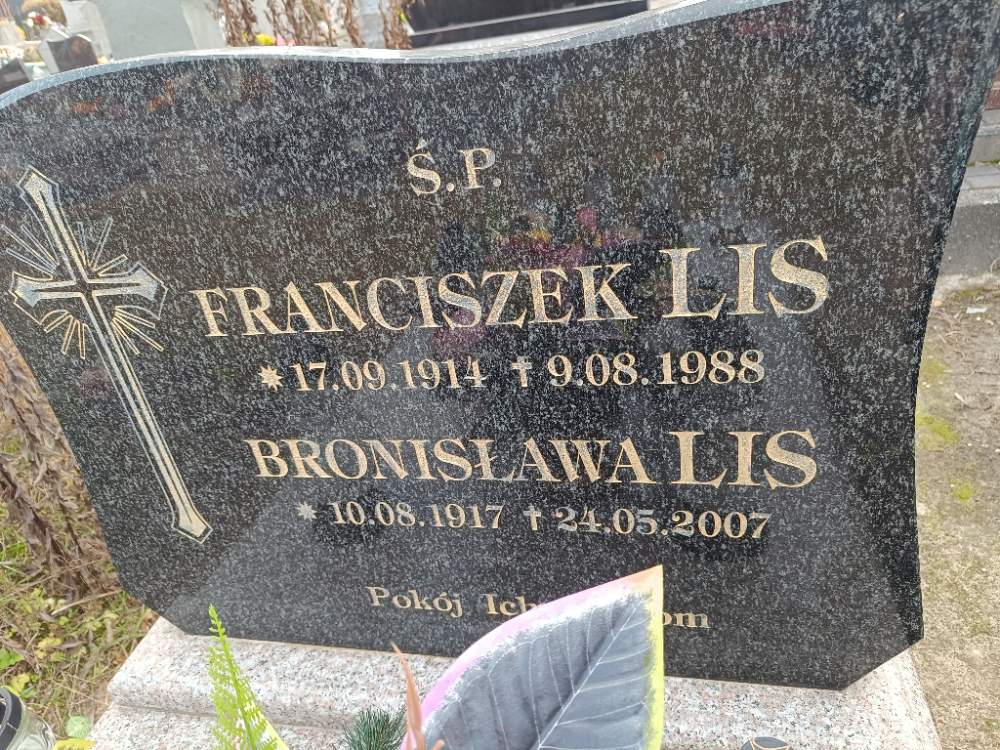 Ś.P.
FRANCISZEK LIS
* 17.09.1914 † 9.08.1988
BRONISŁAWA LIS
* 10.08.1917 † 24.05.2007
Pokój